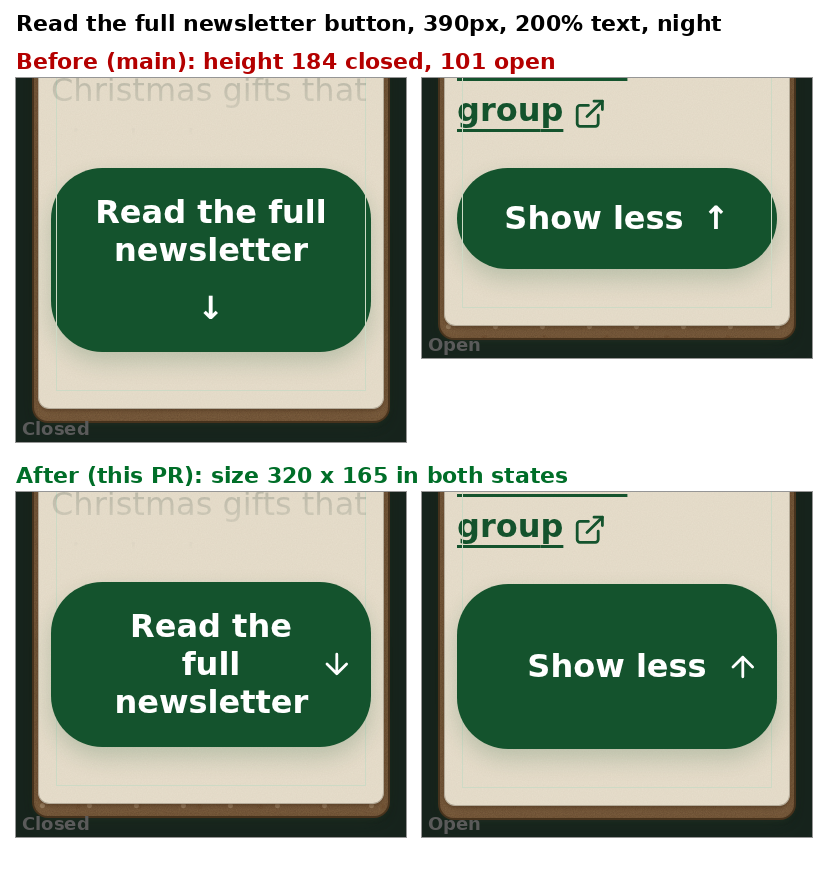 Read the full newsletter button, 390px, 200% text, night
Before (main): height 184 closed, 101 open
Christmas gifts that
Read the full
newsletter
↓
Closed
group
Show less ↑
Open
After (this PR): size 320 x 165 in both states
Christmas gifts that
Read the
full
newsletter
↓
Closed
group
Show less ↑
Open